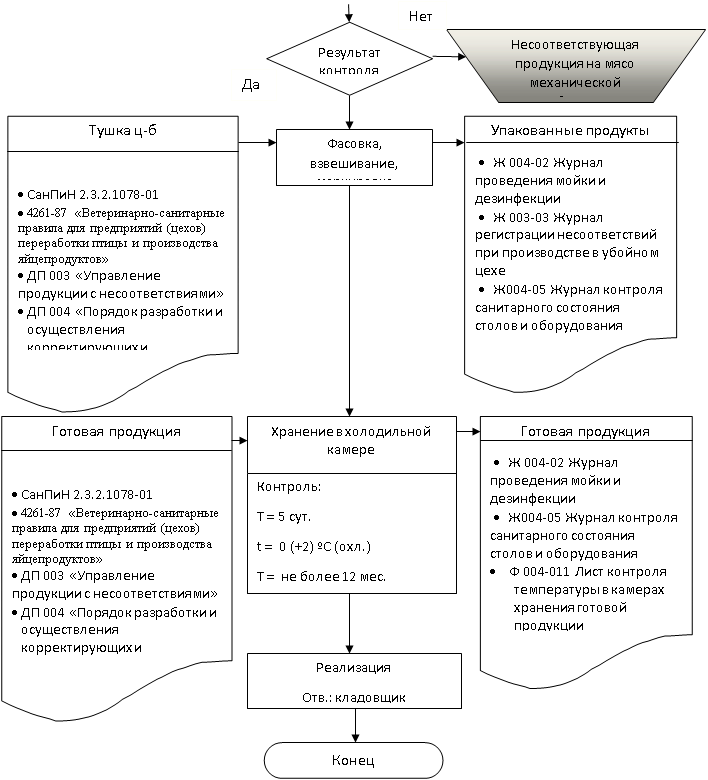 Нет
Результат
контроля
Несоответствующая
продукция на мясо
механической
Да
Тушка ц-б
• СанПиН 2.3.2.1078-01
• 4261-87 «Ветеринарно-санитарные
правила для предприятий (цехов)
переработки птицы и производства
яйцепродуктов»
• ДП 003 «Управление
продукции с несоответствиями»
• ДП 004 «Порядок разработки и
осуществления
корректирующих и
Фасовка,
взвешивание,
Упакованные продукты
• Ж 004-02 Журнал
проведения мойки и
дезинфекции
• Ж 003-03 Журнал
регистрации несоответствий
при производстве в убойном
цехе
• Ж004-05 Журнал контроля
санитарного состояния
столов и оборудования
Готовая продукция
• СанПиН 2.3.2.1078-01
• 4261-87 «Ветеринарно-санитарные
правила для предприятий (цехов)
переработки птицы и производства
яйцепродуктов»
• ДП 003 «Управление
продукции с несоответствиями»
• ДП 004 «Порядок разработки и
осуществления
корректирующих и
Хранение в холодильной
камере
Контроль:
Т = 5 сут.
t = 0 (+2) ºС (охл.)
Т = не более 12 мес.
Готовая продукция
• Ж 004-02 Журнал
проведения мойки и
дезинфекции
• Ж004-05 Журнал контроля
санитарного состояния
столов и оборудования
• Ф 004-011 Лист контроля
температуры в камерах
хранения готовой
продукции
Реализация
Отв.: кладовщик
Конец